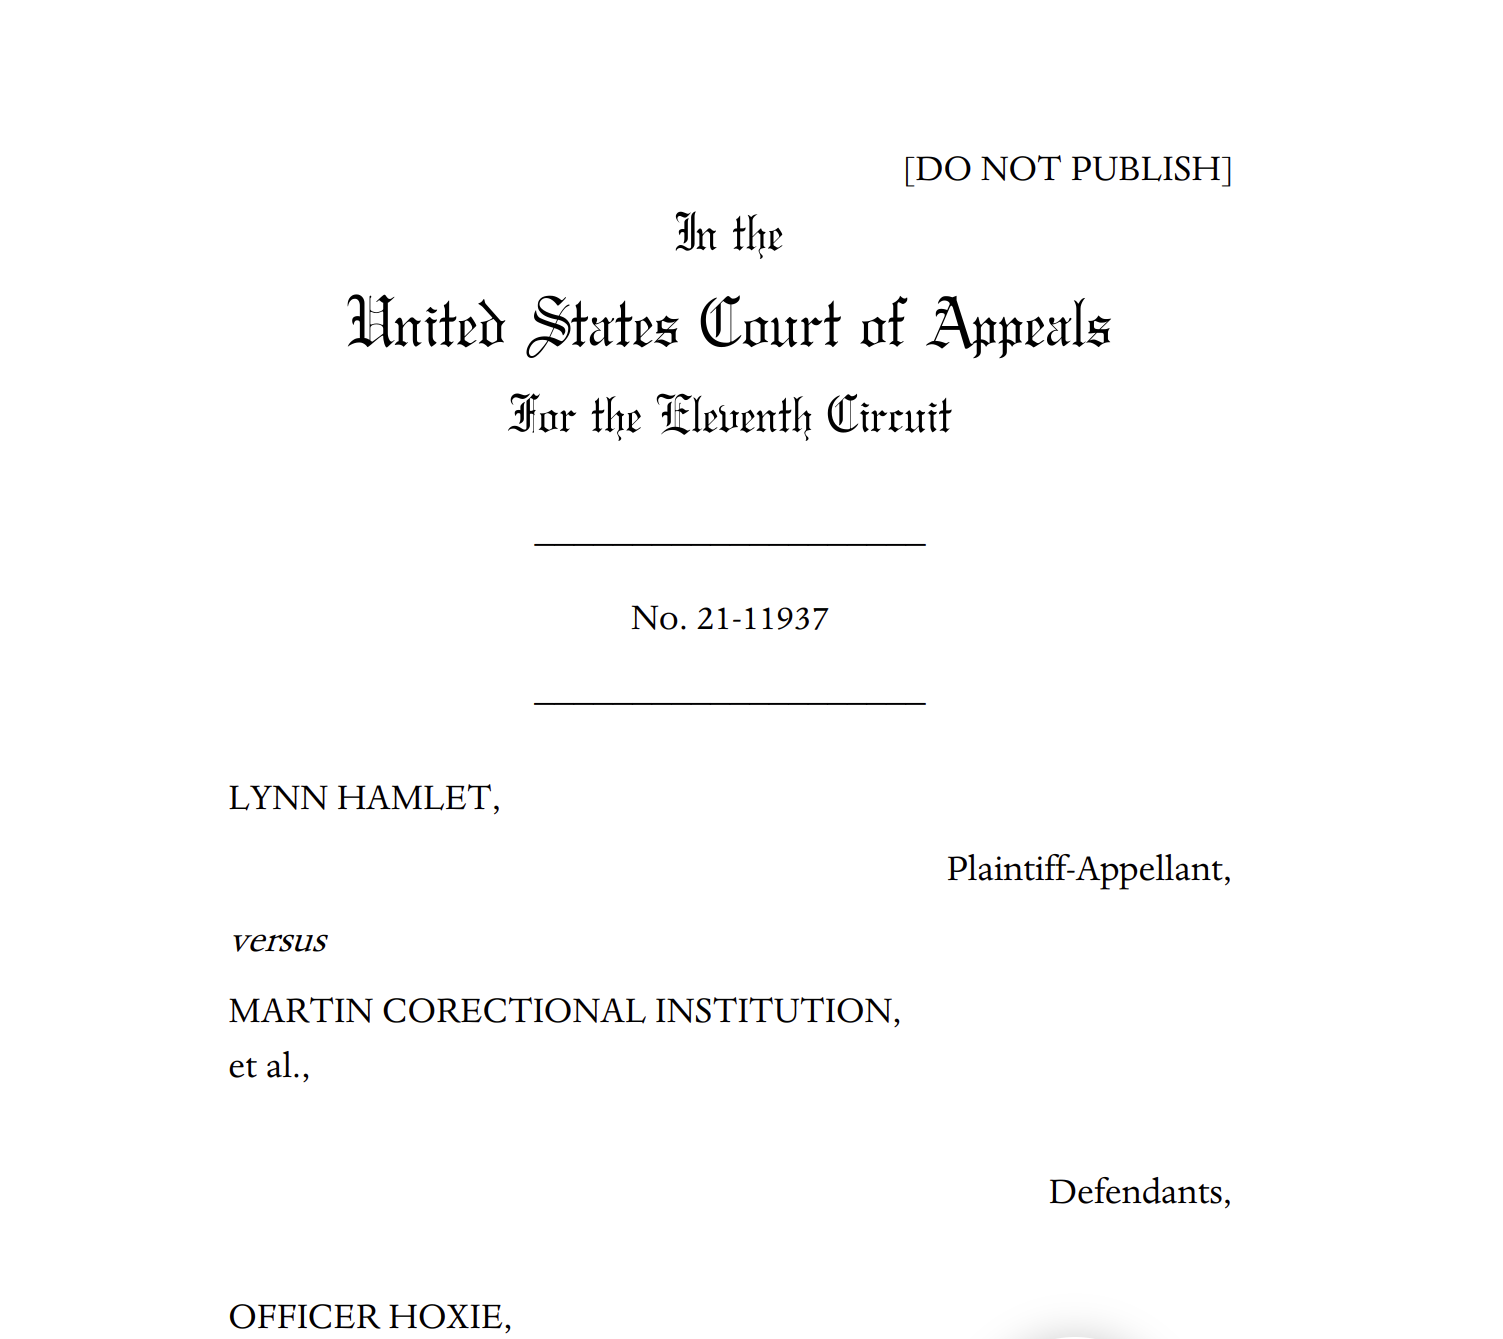 [DO NOT PUBLISH]
In the
United States Court of Appeals
For the Eleventh Circuit
No. 21-11937
LYNN HAMLET,
Plaintiff-Appellant,
versus
MARTIN CORECTIONAL INSTITUTION,
et al.,
Defendants,
OFFICER HOXIE,